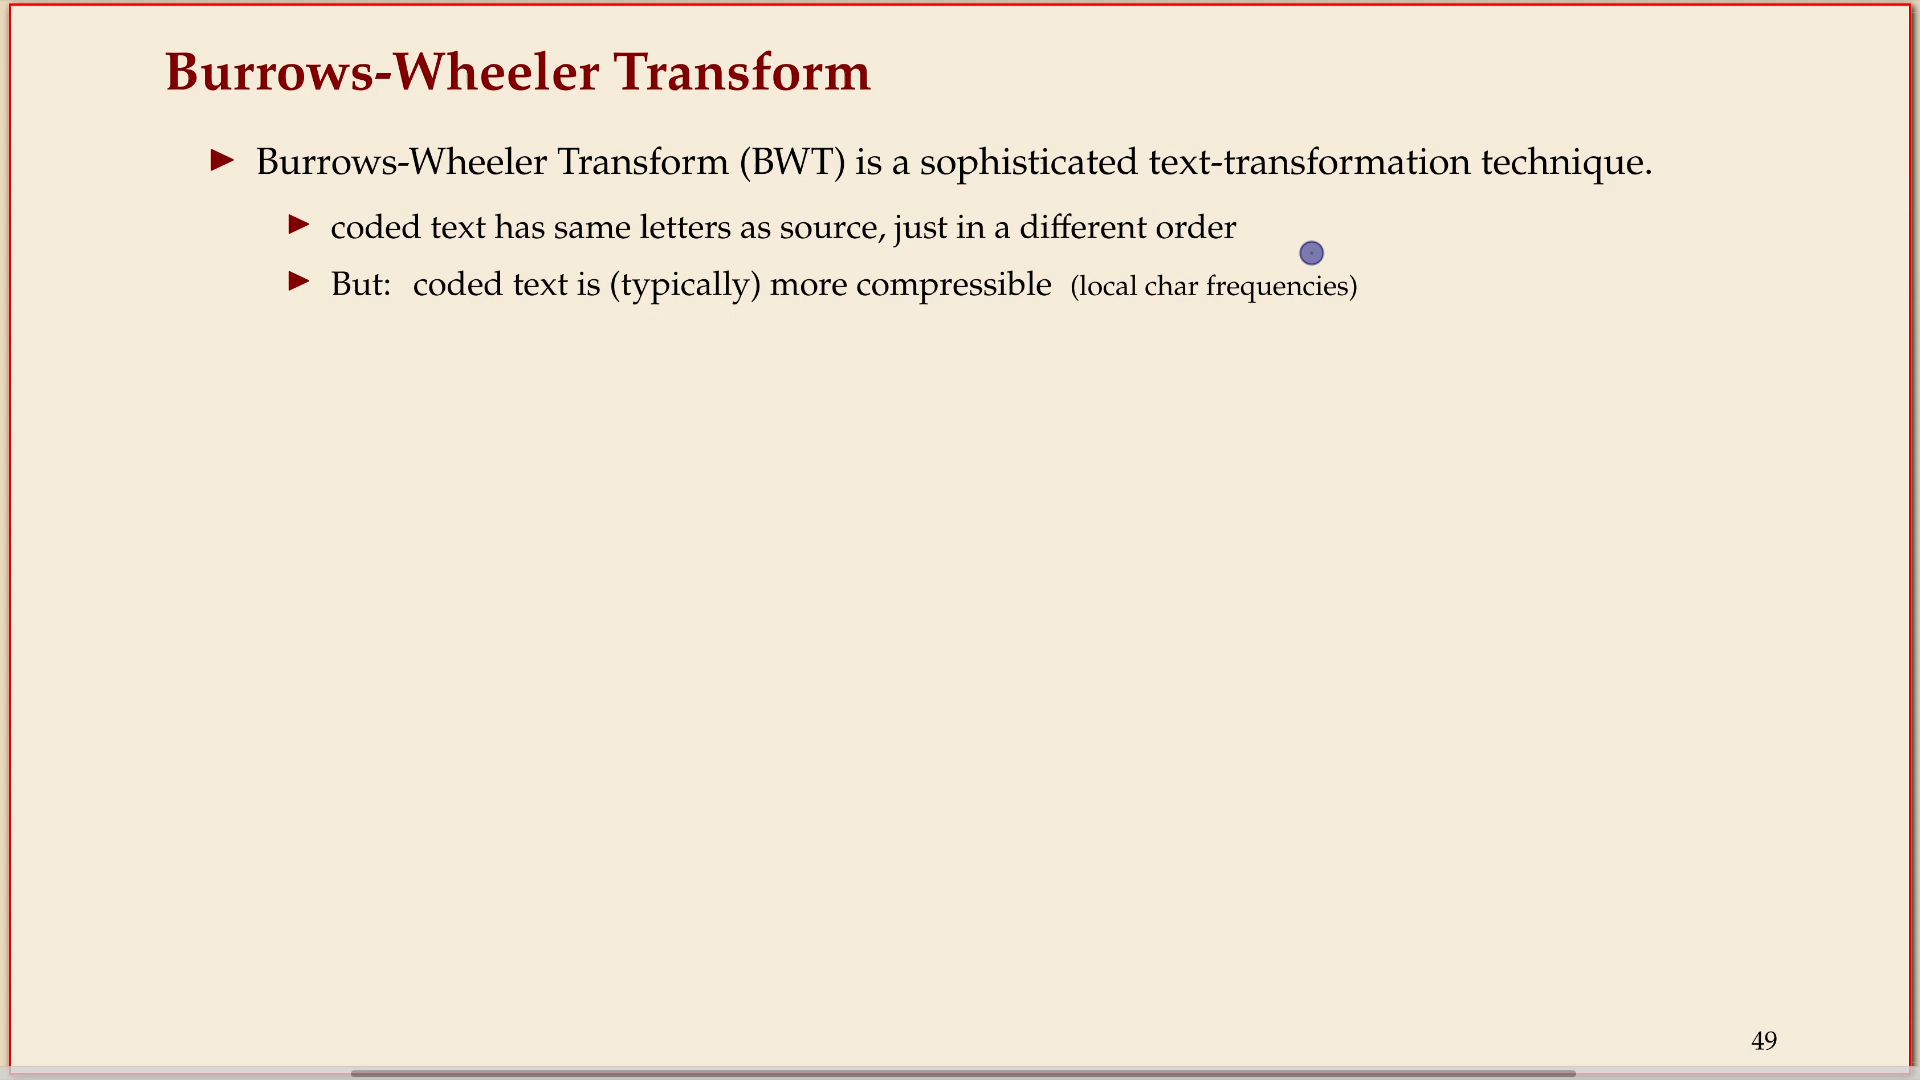 Burrows-Wheeler Transform
Burrows-Wheeler Transform (BWT) is a sophisticated text-transformation technique.
coded text has same letters as source, just in a different order
But: coded text is (typically) more compressible (local char frequencies)
49